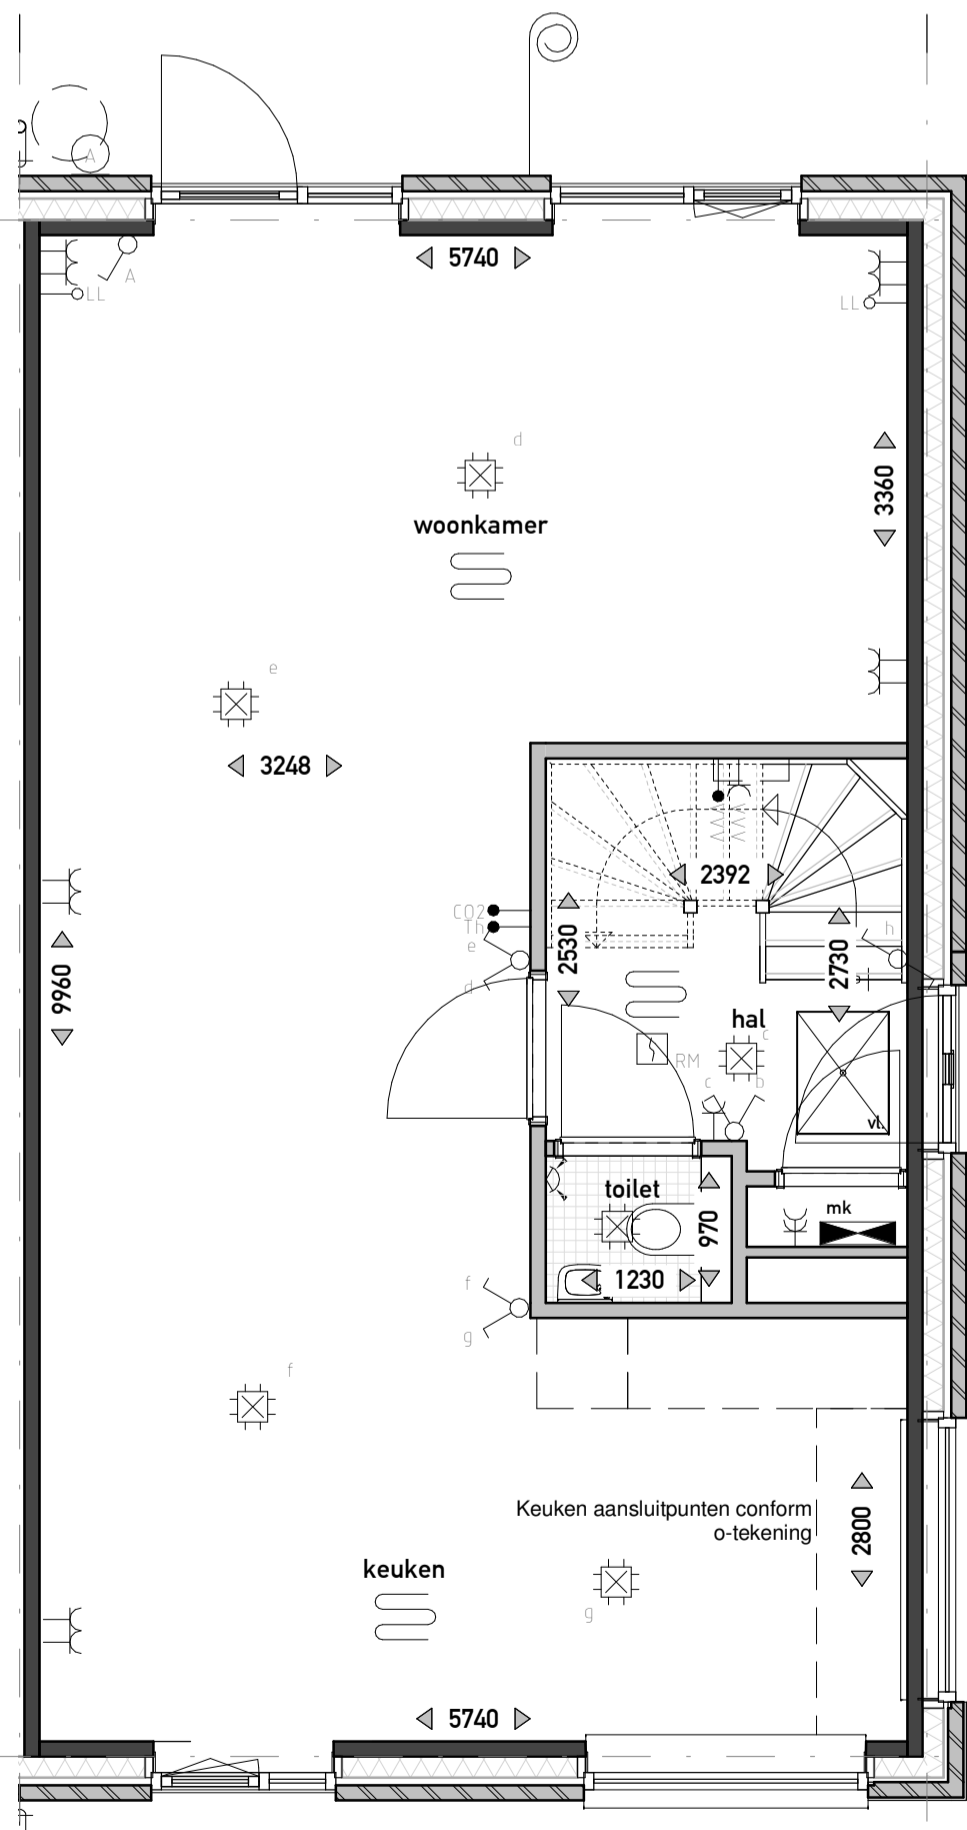 A
5740
A
LL
LL
d
3360
woonkamer
e
3248
2392
CO2
Th
e
d
2530
2730
h
9960
hal
c
RM
c
b
vl.
toilet
mk
970
1230
f
g
f
Keuken aansluitpunten conform
o-tekening
2800
keuken
g
5740